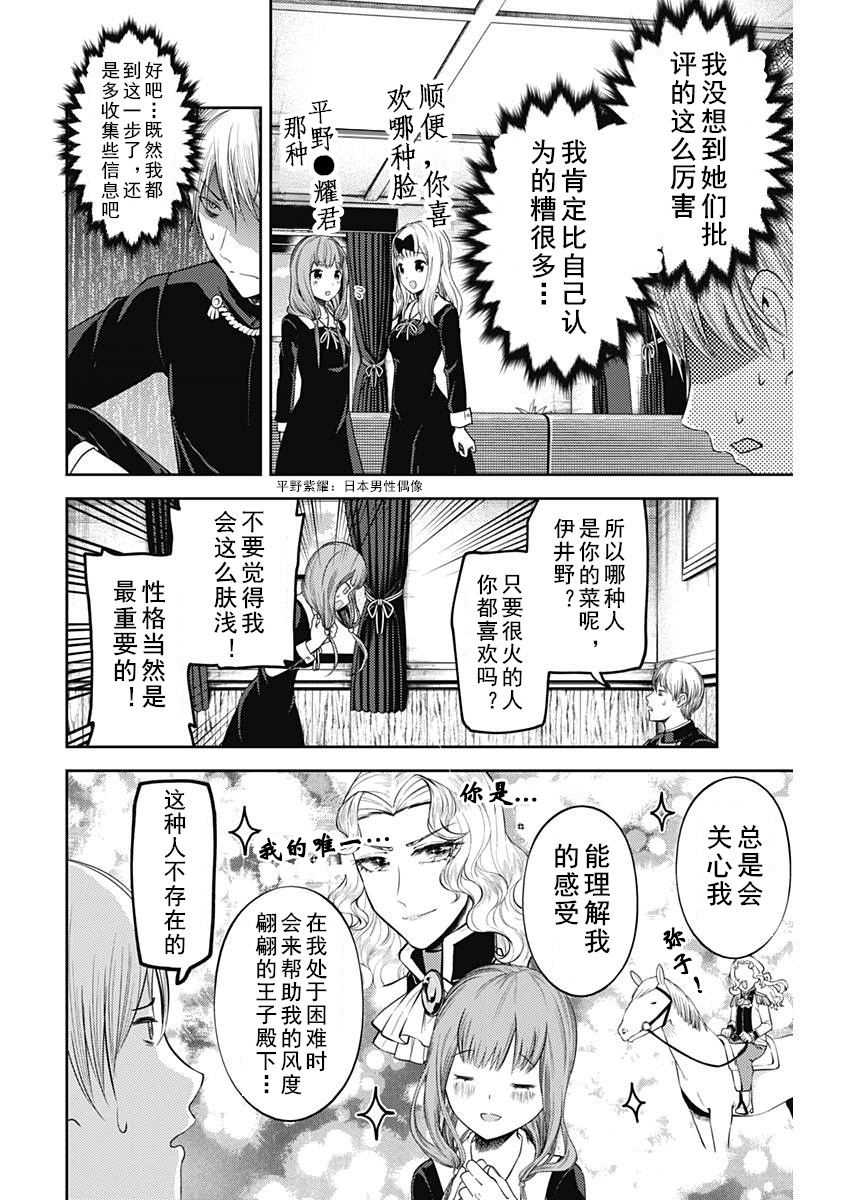 我没想到她们批
评的这么厉害
我肯定比自己认
为的糟很多…
顺便，你喜
欢哪种脸
平野●耀君
那种
好吧…既然我都
到这一步了，还
是多收集些信息吧
平野紫耀：日本男性偶像
所以哪种人
是你的菜呢，
伊井野？
只要很火的人
你都喜欢吗？
不要觉得我
会这么肤浅！
性格当然是
最重要的！
总是会
关心我
弥子！
你是…
能理解我
的感受
我的唯一…
在我处于困难时
会来帮助我的风度
翩翩的王子殿下…
这种人不存在的